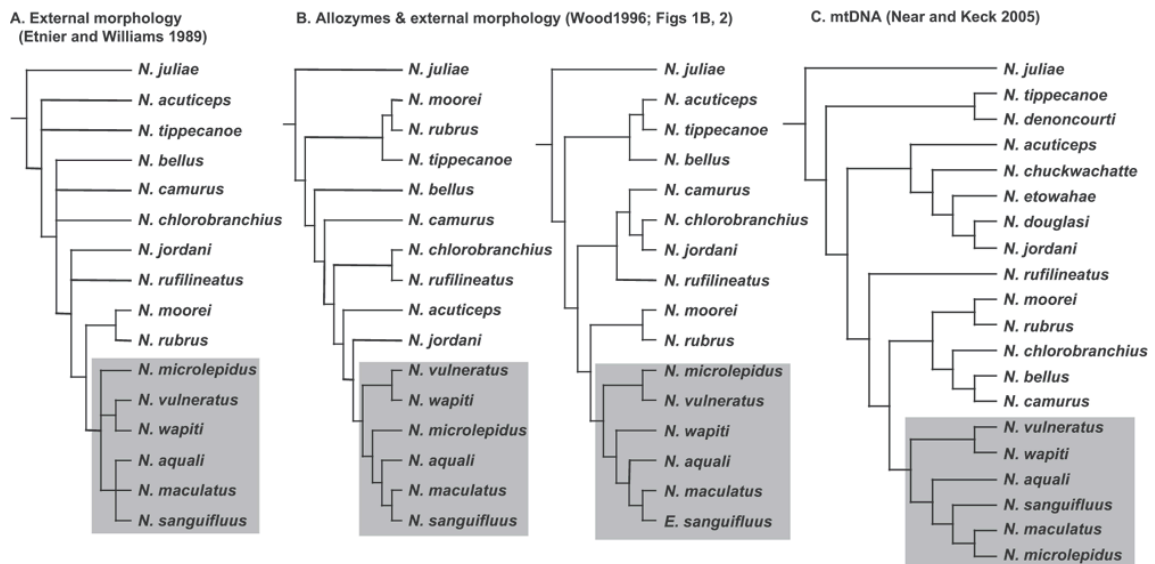 A. External morphology
(Etnier and Williams 1989)
N. juliae
N. acuticeps
N. tippecanoe
N. bellus
N. camurus
N. chlorobranchius
N. jordani
N. rufilineatus
N. moorei
N. rubrus
N. microlepidus
N. vulneratus
N. wapiti
N. aquali
N. maculatus
N. sanguifluus
B. Allozymes & external morphology (Wood1996; Figs 1B, 2)
N. juliae
N. moorei
N. rubrus
N. tippecanoe
N. bellus
N. camurus
N. chlorobranchius
N. rufilineatus
N. acuticeps
N. jordani
N. vulneratus
N. wapiti
N. microlepidus
N. aquali
N. maculatus
N. sanguifluus
N. juliae
N. acuticeps
N. tippecanoe
N. bellus
N. camurus
N. chlorobranchius
N. jordani
N. rufilineatus
N. moorei
N. rubrus
N. microlepidus
N. vulneratus
N. wapiti
N. aquali
N. maculatus
E. sanguifluus
C. mtDNA (Near and Keck 2005)
N. juliae
N. tippecanoe
N. denoncourti
N. acuticeps
N. chuckwachatte
N. etowahae
N. douglasi
N. jordani
N. rufilineatus
N. moorei
N. rubrus
N. chlorobranchius
N. bellus
N. camurus
N. vulneratus
N. wapiti
N. aquali
N. sanguifluus
N. maculatus
N. microlepidus